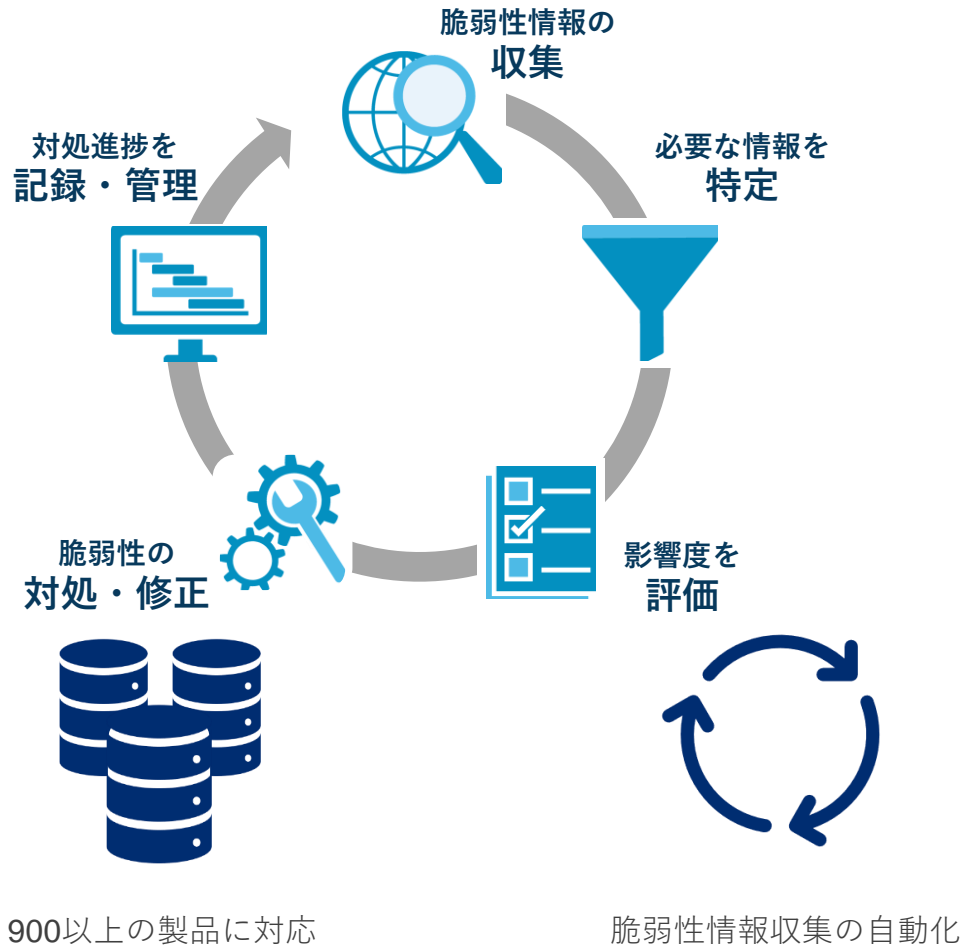 脆弱性情報の
収集
必要な情報を
特定
影響度を
評価
脆弱性の
対処・修正
対処進捗を
記録・管理
900以上の製品に対応
脆弱性情報収集の自動化